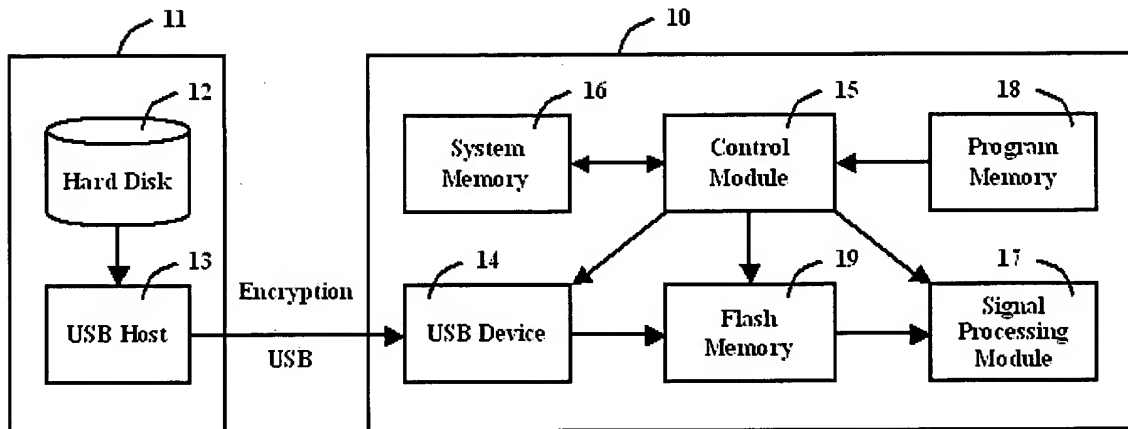 11
10
12
16
15
18
Hard Disk
System
Memory
Control
Module
Program
Memory
13
14
19
17
Encryption
USB
USB Host
USB Device
Flash
Memory
Signal
Processing
Module